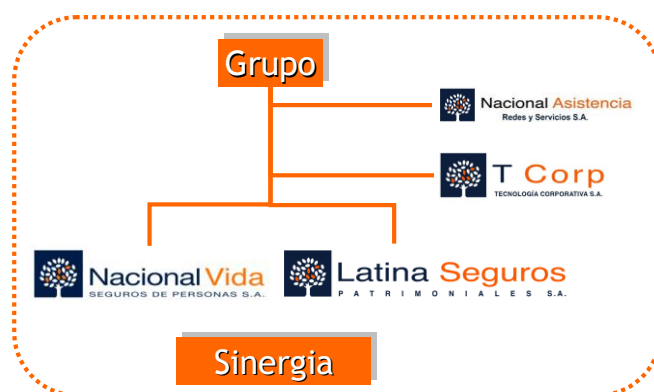 Grupo
Nacional Asistencia
Redes y Servicios S.A.
T Corp
TECNOLOGÍA CORPORATIVA S.A.
Nacional Vida
SEGUROS DE PERSONAS S.A.
Latina Seguros
PATRIMONIALES S.A.
Sinergia